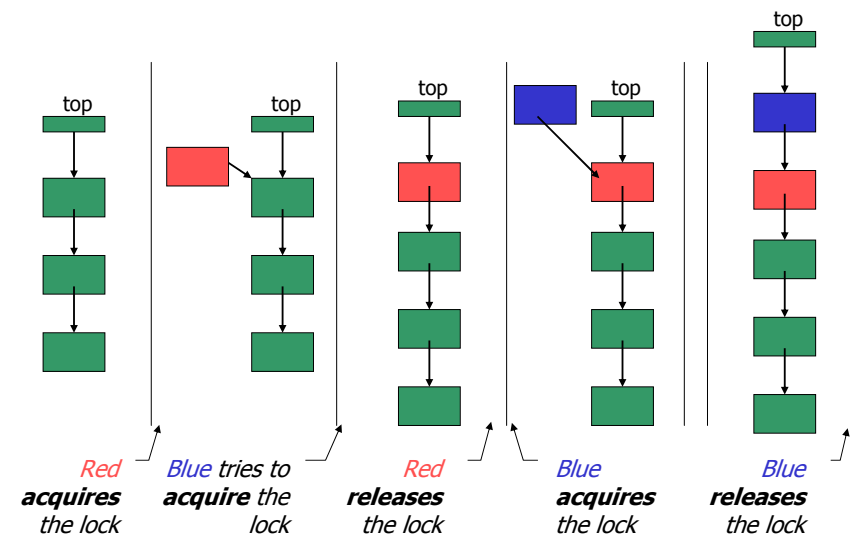 top
top
top
top
top
Red
acquires
the lock
Blue tries to
acquire the
lock
Red
releases
the lock
Blue
acquires
the lock
Blue
releases
the lock